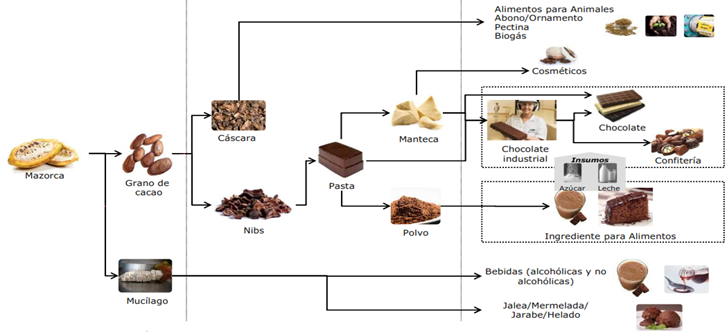 Alimentos para Animales
Abono/Ornamento
Pectina
Biogás
Cosméticos
Cáscara
Manteca
Chocolate
Chocolate
industrial
Mazorca
Grano de
cacao
Pasta
Confitería
Insumos
Azúcar
Leche
Nibs
Polvo
Ingrediente para Alimentos
Mucílago
Bebidas (alcohólicas y no
alcohólicas)
Jalea/Mermelada/
Jarabe/Helado